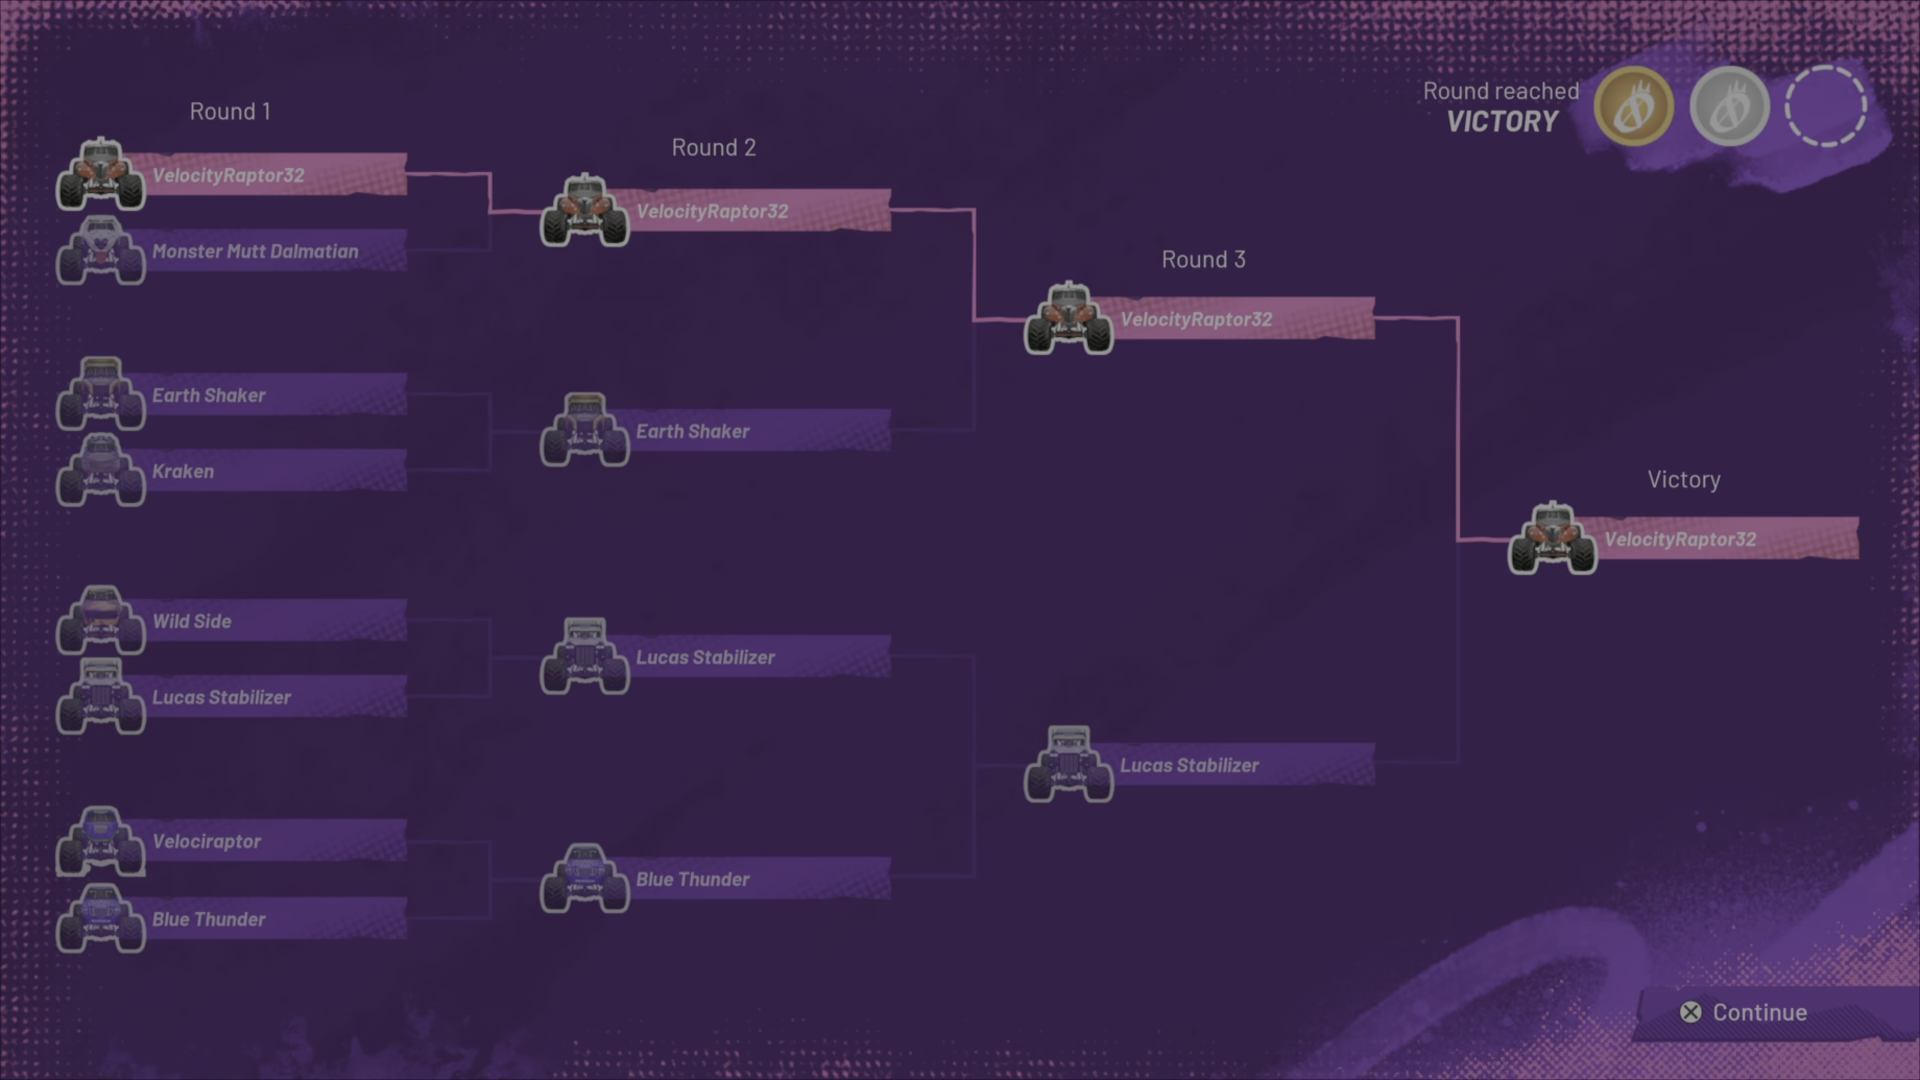 Round reached
VICTORY
Round 1
VelocityRaptor32
Monster Mutt Dalmatian
Earth Shaker
Kraken
Wild Side
Lucas Stabilizer
Velociraptor
Blue Thunder
Round 2
VelocityRaptor32
Earth Shaker
Lucas Stabilizer
Blue Thunder
Round 3
VelocityRaptor32
Lucas Stabilizer
Victory
VelocityRaptor32
Continue